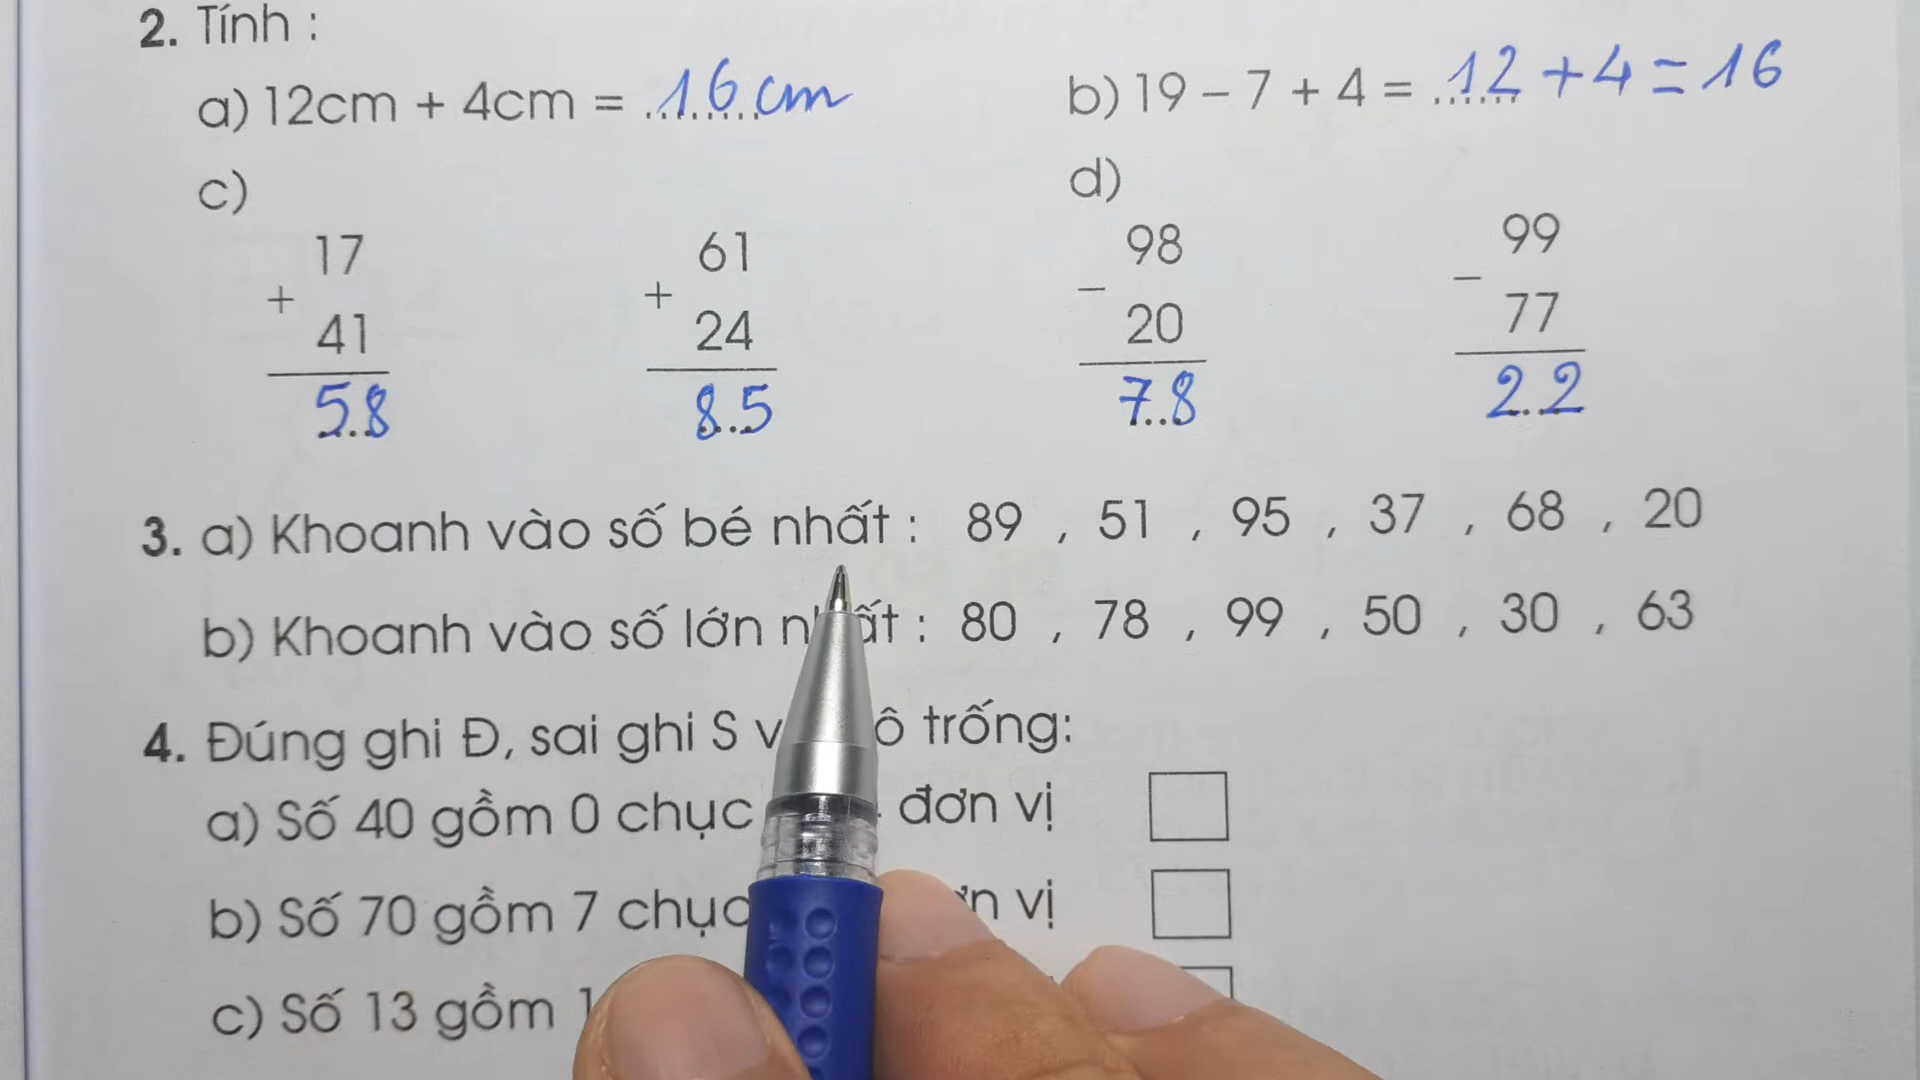 2. Tính :
a) 12cm + 4cm = 16 cm
b) 19 – 7 + 4 = 12 + 4 = 16
c)
d)
17 + 41 58
61 + 24 85
98 – 20 78
99 – 77 22
3. a) Khoanh vào số bé nhất : 89 , 51 , 95 , 37 , 68 , 20
b) Khoanh vào số lớn nhất : 80 , 78 , 99 , 50 , 30 , 63
4. Đúng ghi Đ, sai ghi S ô trống:
a) Số 40 gồm 0 chục đơn vị
b) Số 70 gồm 7 chục vị
c) Số 13 gồm 1